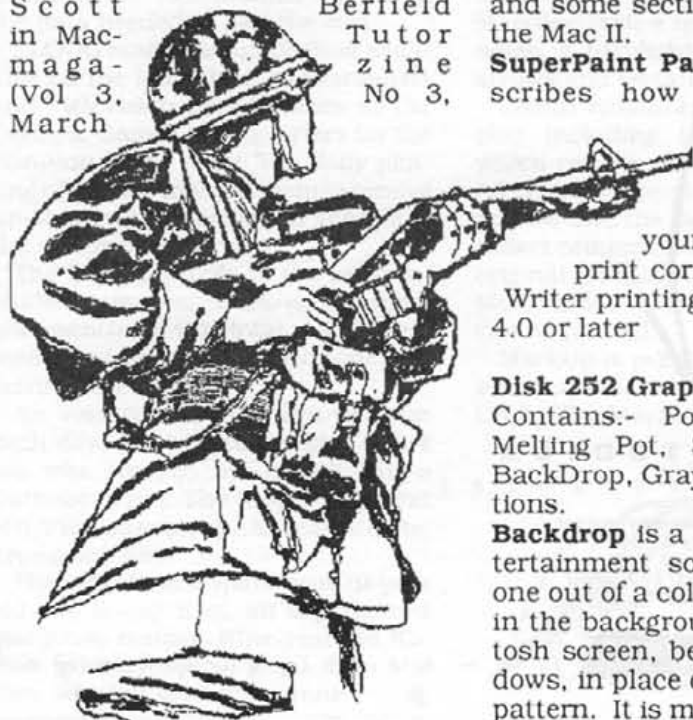 Scott Berfield
in Mac- Tutor
maga- zine
(Vol 3, No 3,
March
and some secti
the Mac II.
SuperPaint Pa
scribes how
your
print cor
Writer printing
4.0 or later
Disk 252 Grap
Contains:- Po
Melting Pot,
BackDrop, Gray
tions.
Backdrop is a
tertainment so
one out of a col
in the backgrou
tosh screen, be
dows, in place o
pattern. It is m